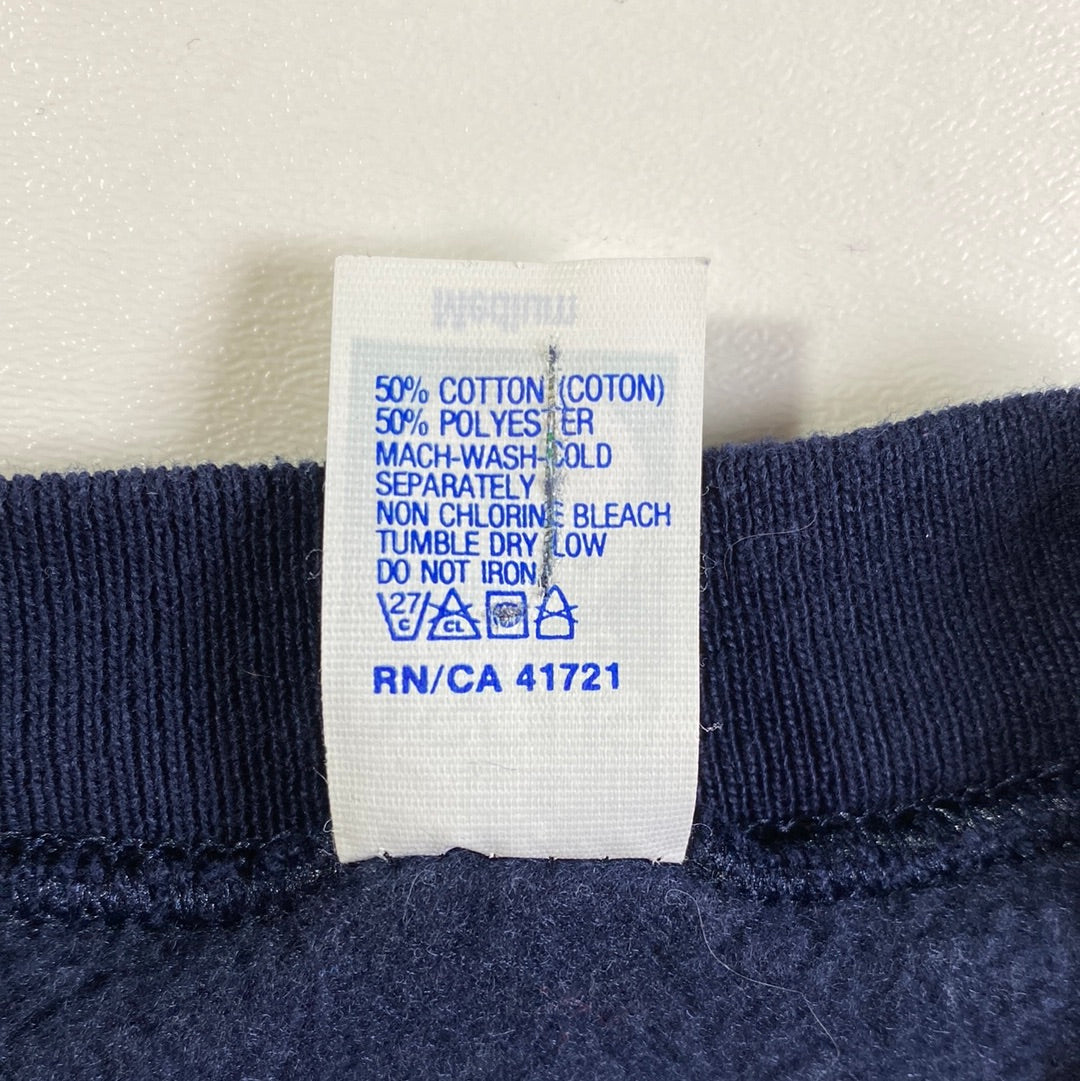 Medium
50% COTTON (COTON)
50% POLYESTER
MACH-WASH-COLD
SEPARATELY
NON CHLORINE BLEACH
TUMBLE DRY LOW
DO NOT IRON
27 C CL
RN/CA 41721